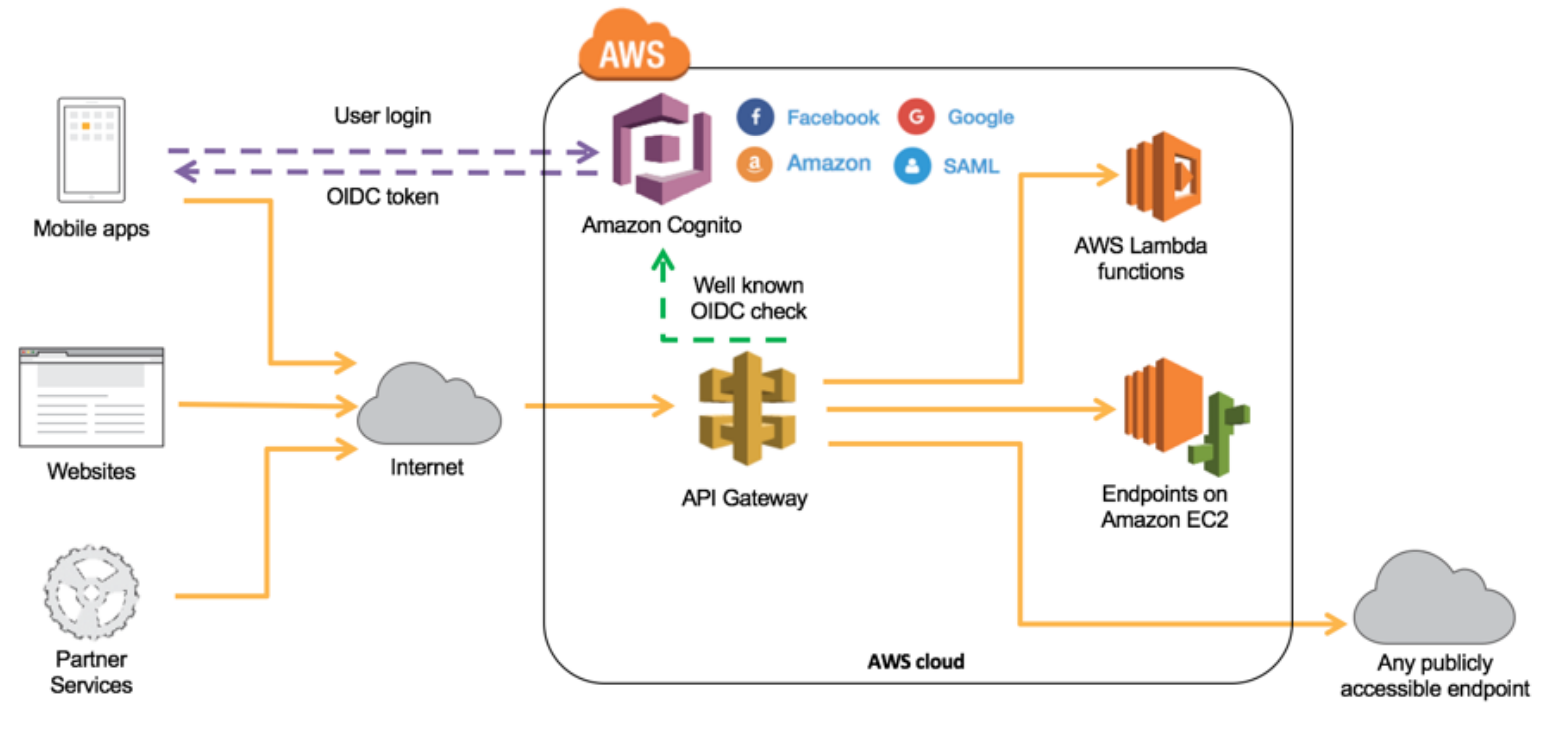 AWS
User login
Facebook
Google
Amazon
SAML
OIDC token
Mobile apps
Amazon Cognito
AWS Lambda
functions
Well known
OIDC check
Websites
Internet
API Gateway
Endpoints on
Amazon EC2
Partner
Services
AWS cloud
Any publicly
accessible endpoint